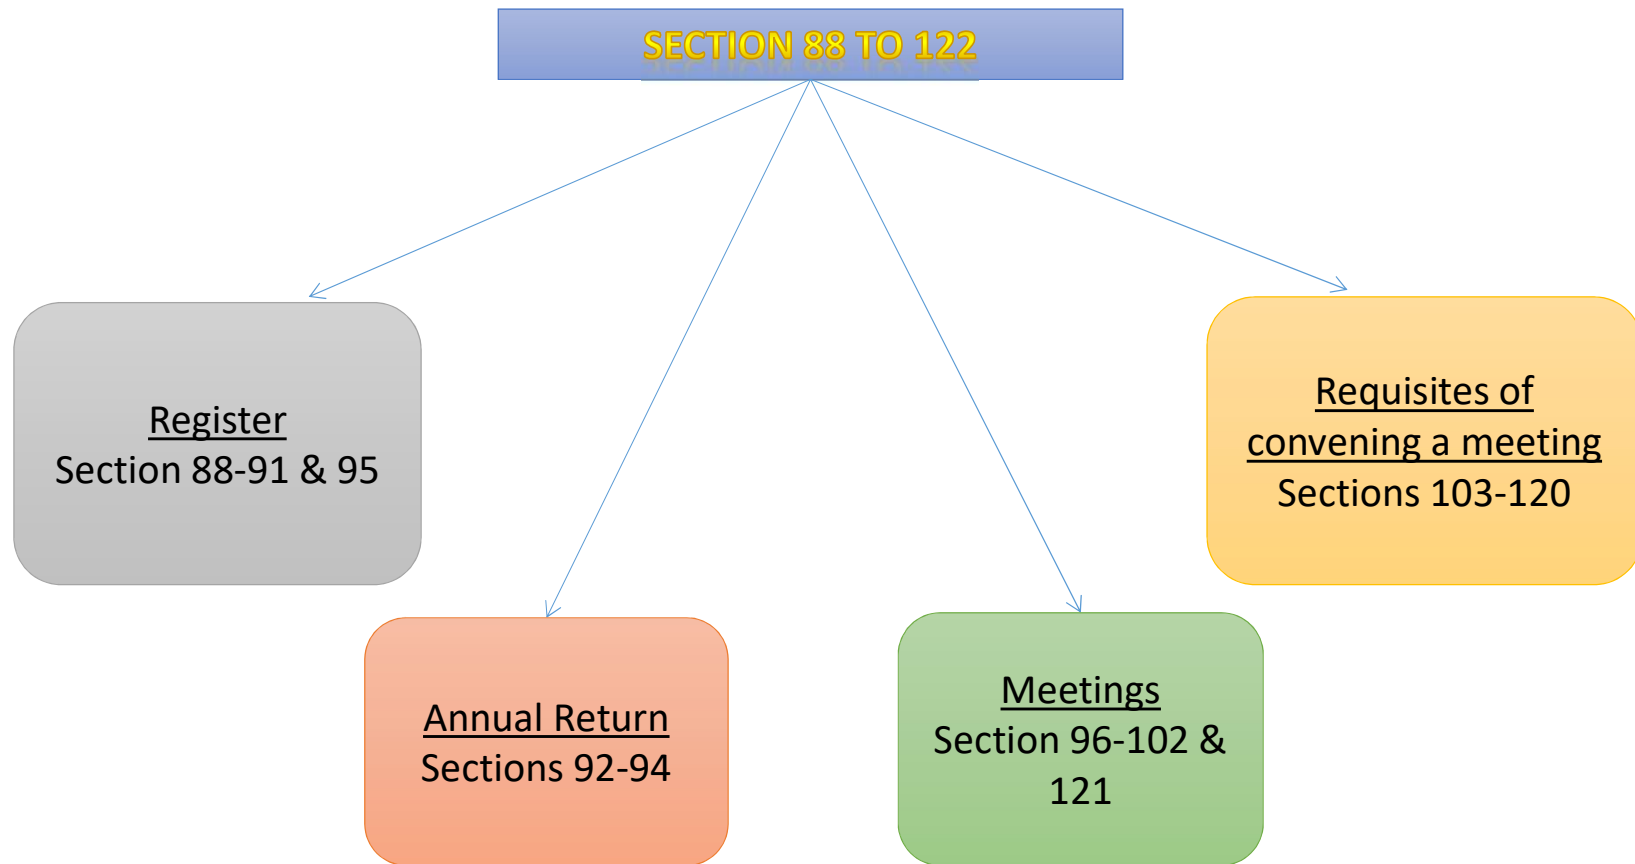 SECTION 88 TO 122
Register
Section 88-91 & 95
Requisites of
convening a meeting
Sections 103-120
Annual Return
Sections 92-94
Meetings
Section 96-102 &
121